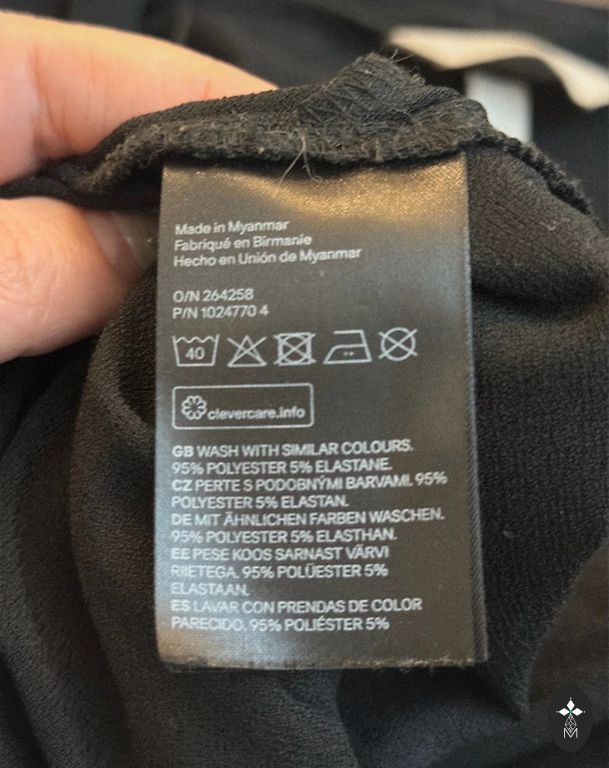 Made in Myanmar
Fabriqué en Birmanie
Hecho en Unión de Myanmar
O/N 264258
P/N 1024770 4
40
clevercare.info
GB WASH WITH SIMILAR COLOURS.
95% POLYESTER 5% ELASTANE.
CZ PERTE S PODOBNÝMI BARVAMI. 95%
POLYESTER 5% ELASTAN.
DE MIT ÄHNLICHEN FARBEN WASCHEN.
95% POLYESTER 5% ELASTHAN.
EE PESE KOOS SARNAST VÄRVI
RIIETEGA. 95% POLÜESTER 5%
ELASTAAN.
ES LAVAR CON PRENDAS DE COLOR
PARECIDO. 95% POLIÉSTER 5%
M